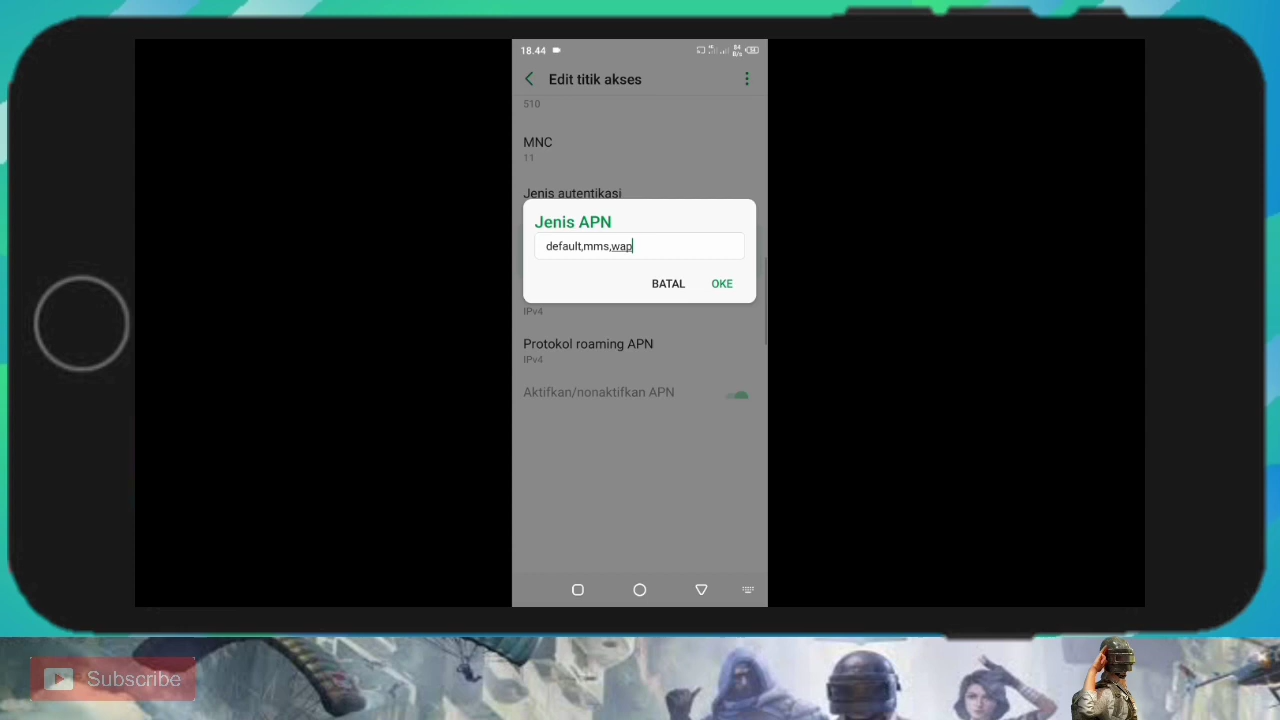 18.44
84
B/s
Edit titik akses
510
MNC
11
Jenis autentikasi
Jenis APN
default,mms,wap
BATAL
OKE
IPv4
Protokol roaming APN
IPv4
Aktifkan/nonaktifkan APN
Subscribe